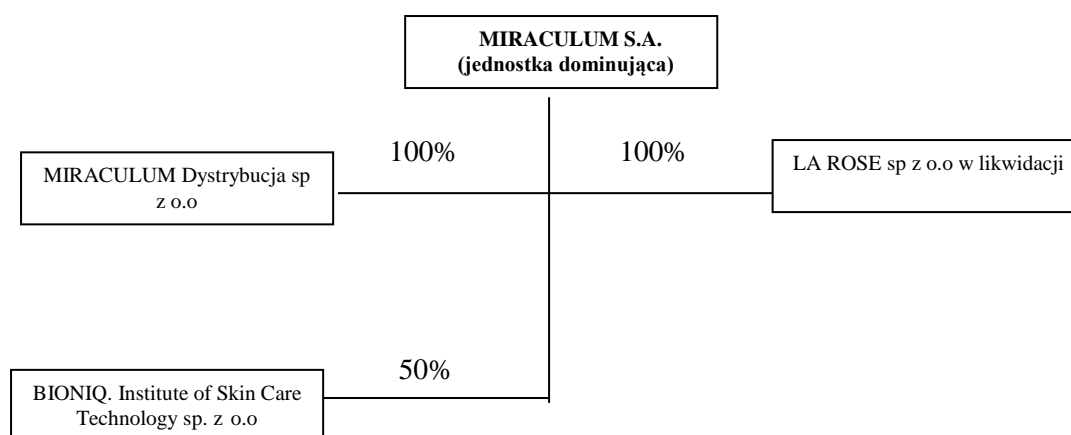 MIRACULUM S.A.
(jednostka dominująca)
100%
100%
MIRACULUM Dystrybucja sp
z o.o
LA ROSE sp z o.o w likwidacji
50%
BIONIQ. Institute of Skin Care
Technology sp. z o.o